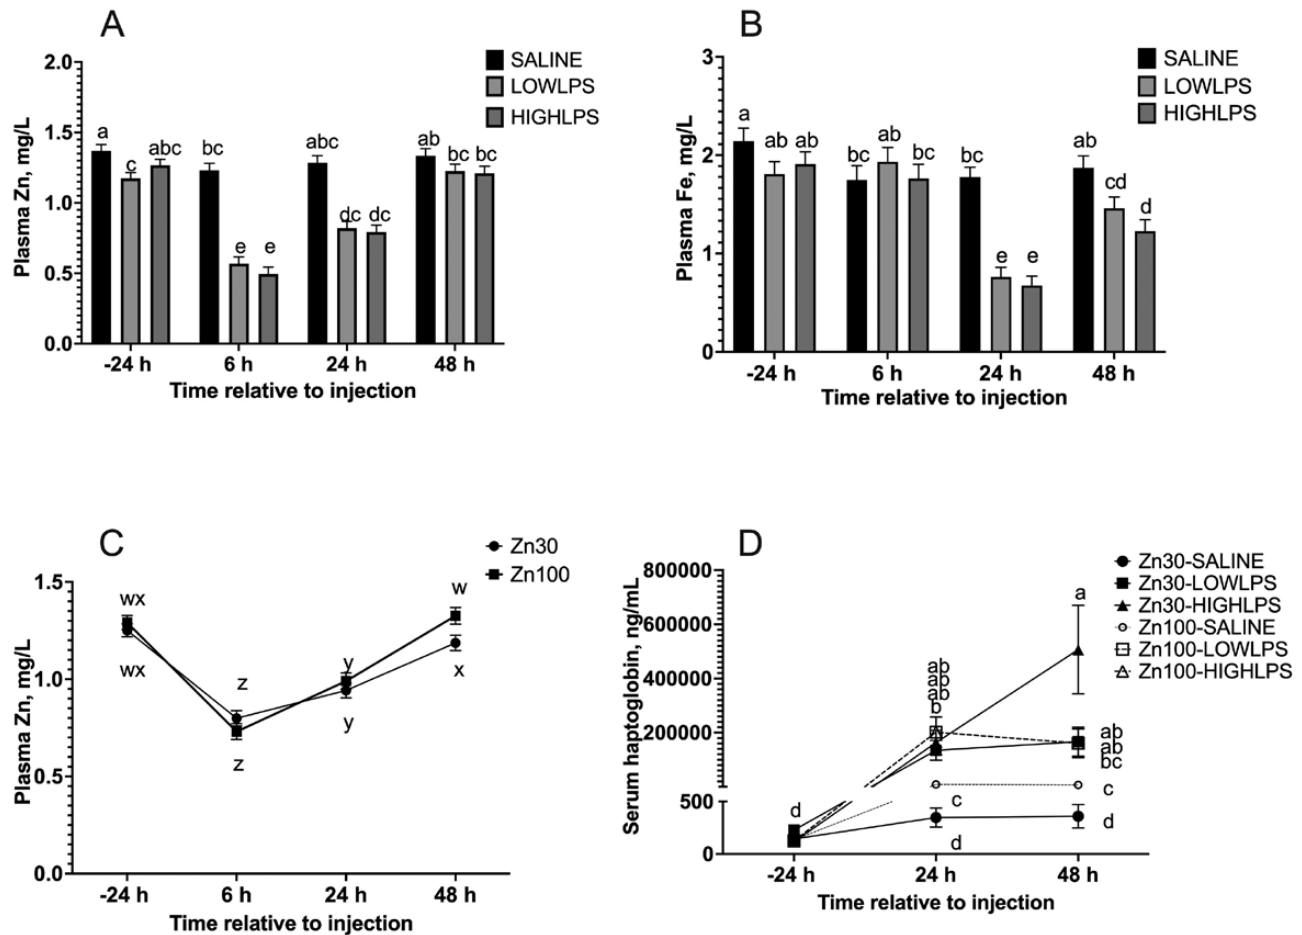 A
SALINE
LOWLPS
HIGHLPS
Plasma Zn, mg/L
2.0
1.5
1.0
0.5
0.0
a
c
abc
bc
e
e
abc
dc
dc
ab
bc
bc
-24 h
6 h
24 h
48 h
Time relative to injection
B
SALINE
LOWLPS
HIGHLPS
Plasma Fe, mg/L
3
2
1
0
a
ab
ab
bc
ab
bc
bc
e
e
ab
cd
d
-24 h
6 h
24 h
48 h
Time relative to injection
C
Zn30
Zn100
Plasma Zn, mg/L
1.5
1.0
0.5
0.0
wx
wx
z
z
y
y
w
x
-24 h
6 h
24 h
48 h
Time relative to injection
D
Zn30-SALINE
Zn30-LOWLPS
Zn30-HIGHLPS
Zn100-SALINE
Zn100-LOWLPS
Zn100-HIGHLPS
Serum haptoglobin, ng/mL
800000
600000
400000
200000
500
0
d
ab
ab
ab
b
c
d
a
ab
ab
bc
c
d
-24 h
24 h
48 h
Time relative to injection